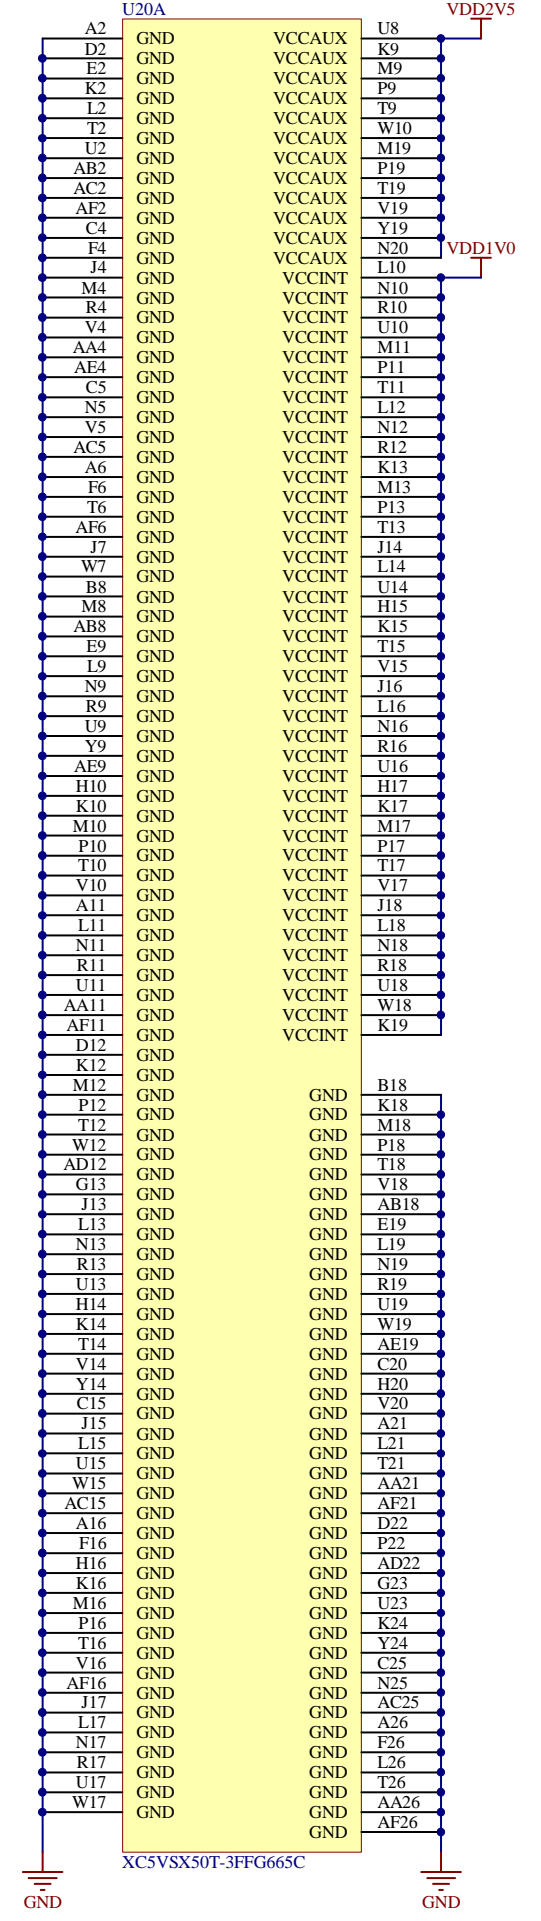 U20A VDD2V5
A2 GND VCCAUX U8
D2 GND VCCAUX K9
E2 GND VCCAUX M9
K2 GND VCCAUX P9
L2 GND VCCAUX T9
T2 GND VCCAUX W10
U2 GND VCCAUX M19
AB2 GND VCCAUX P19
AC2 GND VCCAUX T19
AF2 GND VCCAUX V19
C4 GND VCCAUX Y19
F4 GND VCCAUX N20 VDD1V0
J4 GND VCCINT L10
M4 GND VCCINT N10
R4 GND VCCINT R10
V4 GND VCCINT U10
AA4 GND VCCINT M11
AE4 GND VCCINT P11
C5 GND VCCINT T11
N5 GND VCCINT L12
V5 GND VCCINT N12
AC5 GND VCCINT R12
A6 GND VCCINT K13
F6 GND VCCINT M13
T6 GND VCCINT P13
AF6 GND VCCINT T13
J7 GND VCCINT J14
W7 GND VCCINT L14
B8 GND VCCINT U14
M8 GND VCCINT H15
AB8 GND VCCINT K15
E9 GND VCCINT T15
L9 GND VCCINT V15
N9 GND VCCINT J16
R9 GND VCCINT L16
U9 GND VCCINT N16
Y9 GND VCCINT R16
AE9 GND VCCINT U16
H10 GND VCCINT H17
K10 GND VCCINT K17
M10 GND VCCINT M17
P10 GND VCCINT P17
T10 GND VCCINT T17
V10 GND VCCINT V17
A11 GND VCCINT J18
L11 GND VCCINT L18
N11 GND VCCINT N18
R11 GND VCCINT R18
U11 GND VCCINT U18
AA11 GND VCCINT W18
AF11 GND VCCINT K19
D12 GND
K12 GND
M12 GND GND B18
P12 GND GND K18
T12 GND GND M18
W12 GND GND P18
AD12 GND GND T18
G13 GND GND V18
J13 GND GND AB18
L13 GND GND E19
N13 GND GND L19
R13 GND GND N19
U13 GND GND R19
H14 GND GND U19
K14 GND GND W19
T14 GND GND AE19
V14 GND GND C20
Y14 GND GND H20
C15 GND GND V20
J15 GND GND A21
L15 GND GND L21
U15 GND GND T21
W15 GND GND AA21
AC15 GND GND AF21
A16 GND GND D22
F16 GND GND P22
H16 GND GND AD22
K16 GND GND G23
M16 GND GND U23
P16 GND GND K24
T16 GND GND Y24
V16 GND GND C25
AF16 GND GND N25
J17 GND GND AC25
L17 GND GND A26
N17 GND GND F26
R17 GND GND L26
U17 GND GND T26
W17 GND GND AA26
GND AF26
XC5VSX50T-3FFG665C
GND GND